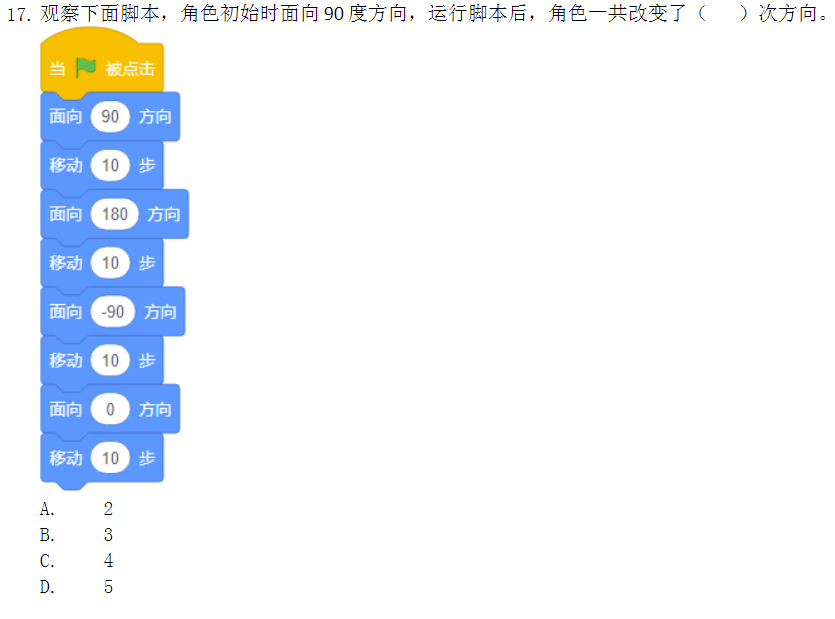 17. 观察下面脚本，角色初始时面向 90 度方向，运行脚本后，角色一共改变了（ ）次方向。
当 被点击
面向 90 方向
移动 10 步
面向 180 方向
移动 10 步
面向 -90 方向
移动 10 步
面向 0 方向
移动 10 步
A. 2
B. 3
C. 4
D. 5